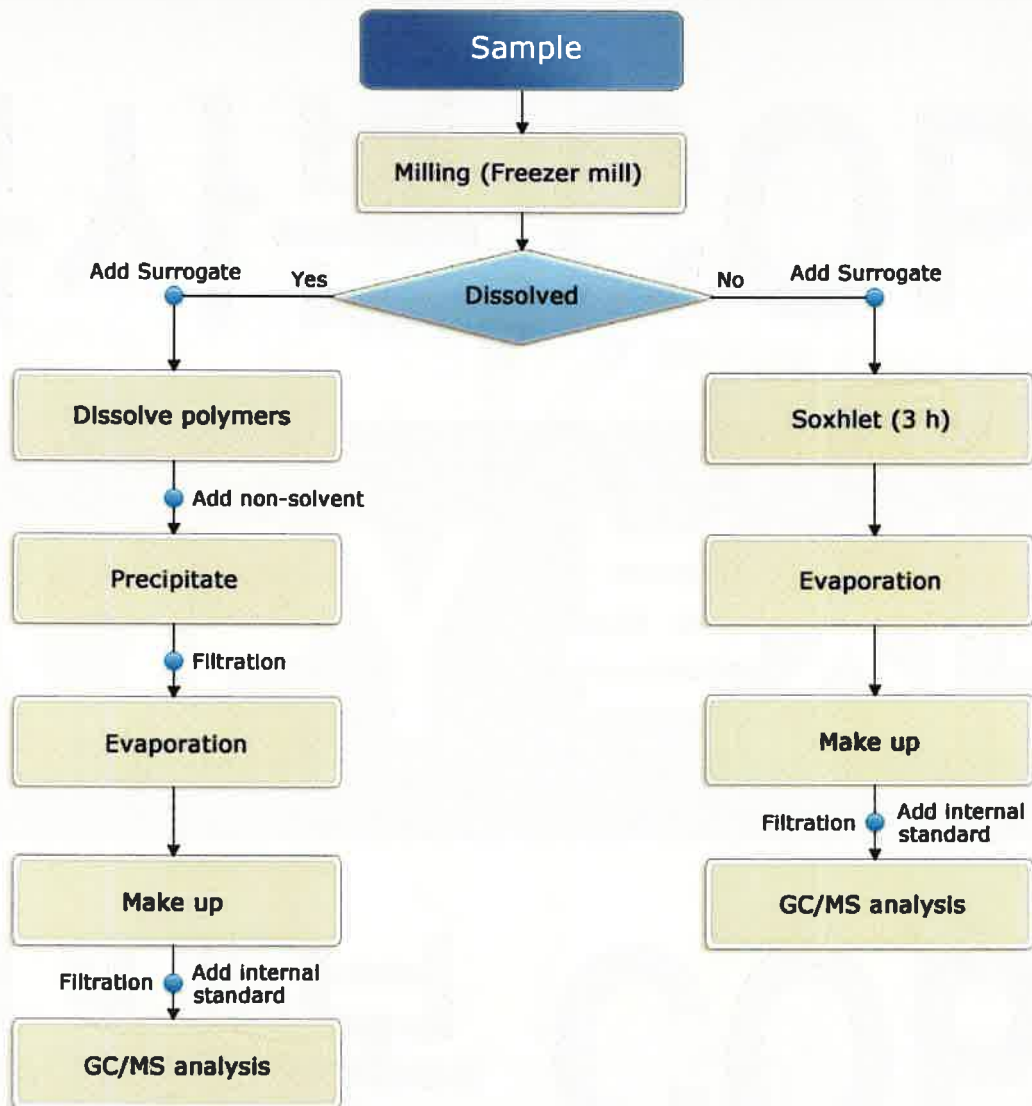 Sample
Milling (Freezer mill)
Add Surrogate
Yes
Dissolved
No
Add Surrogate
Dissolve polymers
Add non-solvent
Precipitate
Filtration
Evaporation
Make up
Filtration
Add internal
standard
GC/MS analysis
Soxhlet (3 h)
Evaporation
Make up
Filtration
Add internal
standard
GC/MS analysis